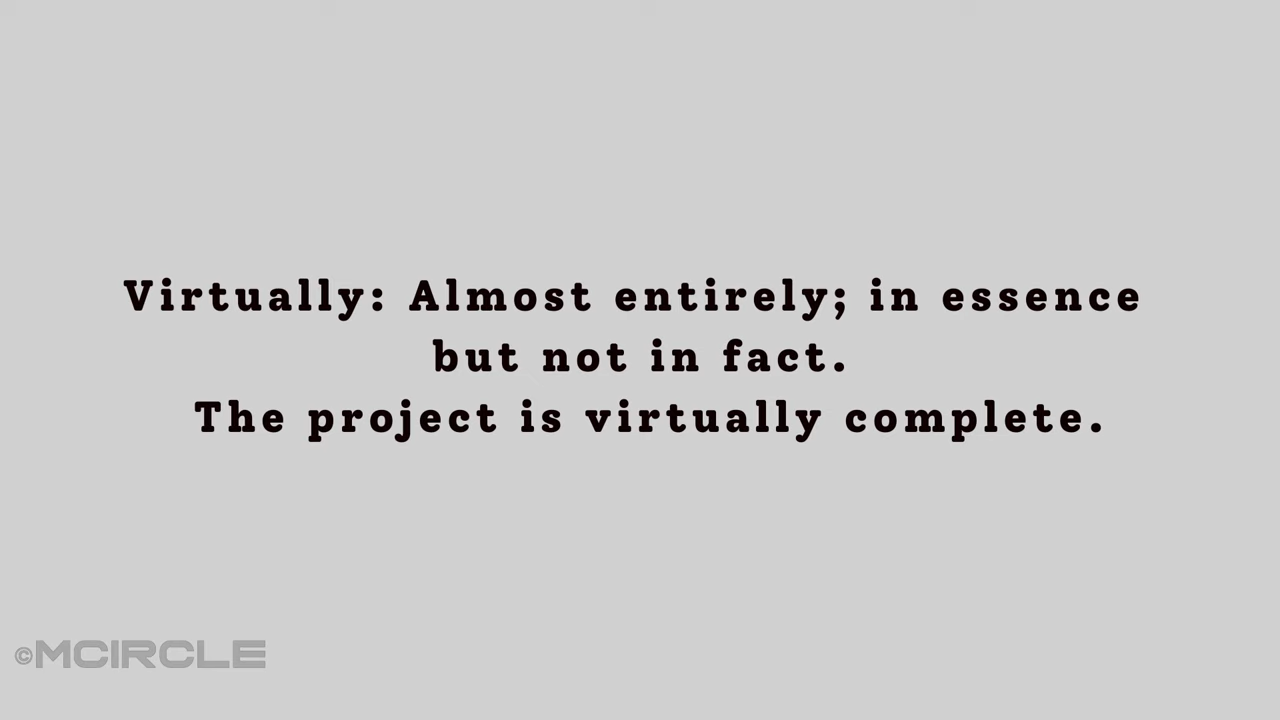 Virtually: Almost entirely; in essence
but not in fact.
The project is virtually complete.
©MCIRCLE